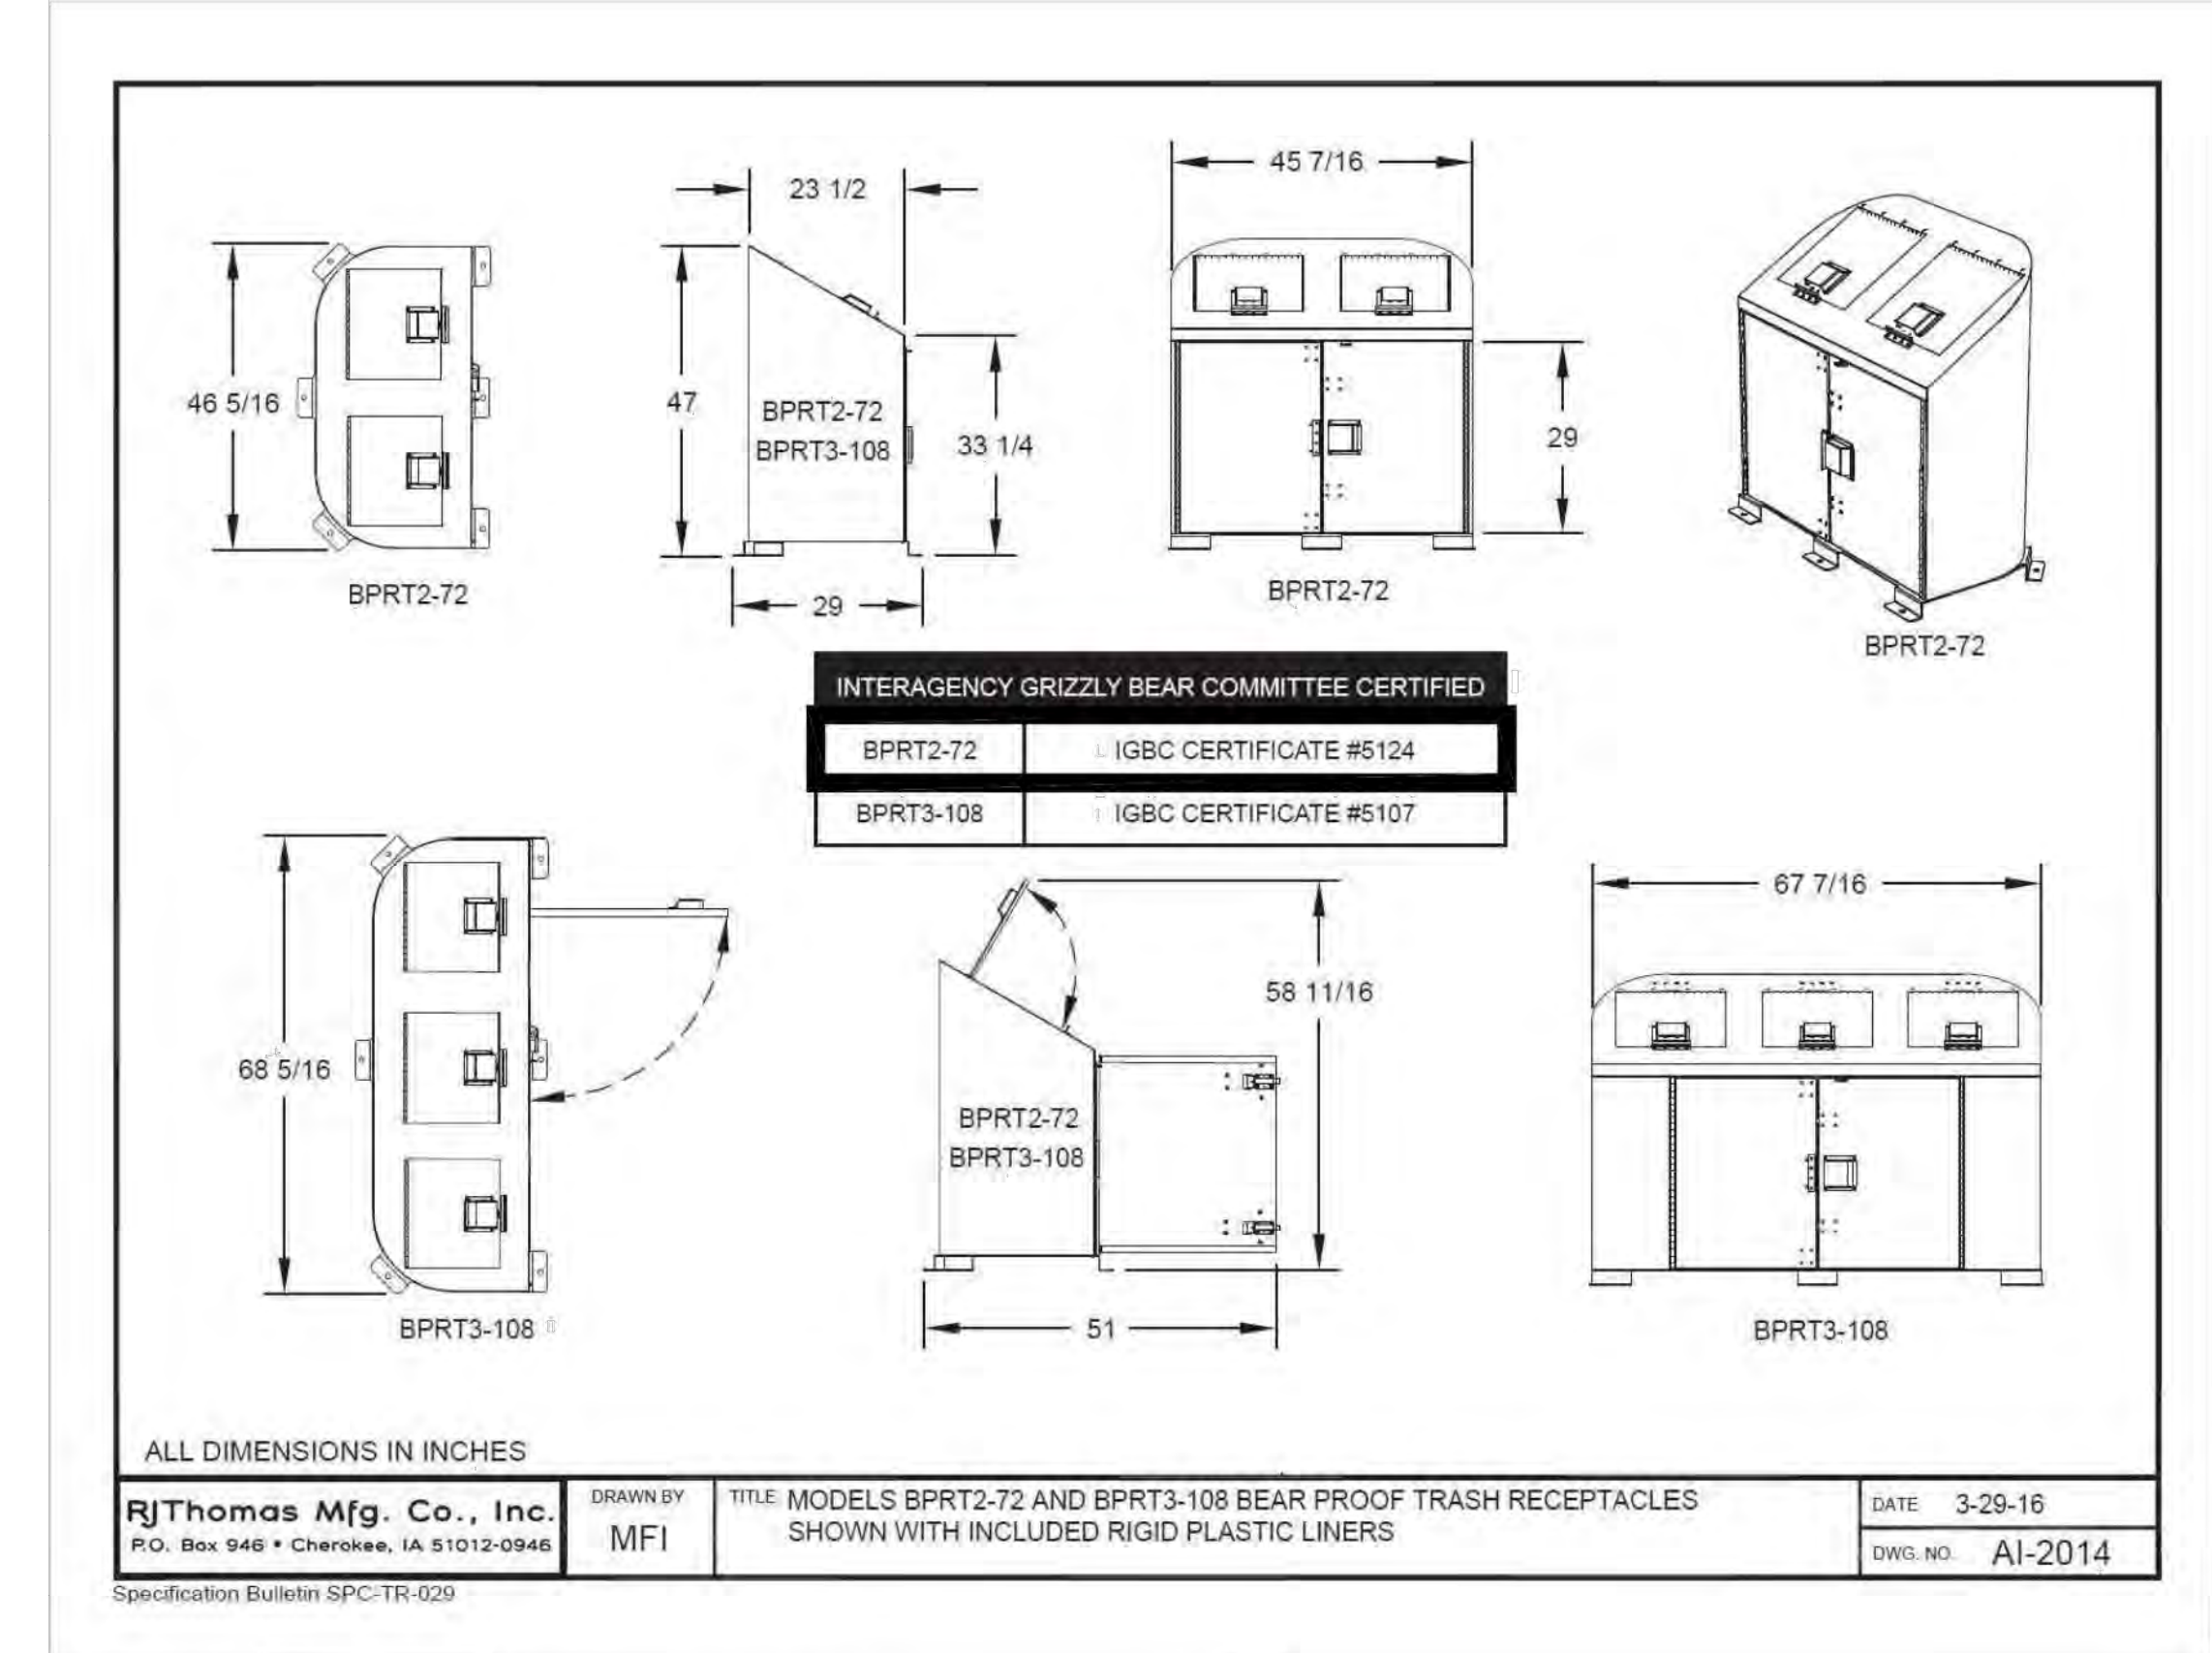 45 7/16
23 1/2
46 5/16
47
BPRT2-72
BPRT3-108
33 1/4
29
29
BPRT2-72
BPRT2-72
BPRT2-72
INTERAGENCY GRIZZLY BEAR COMMITTEE CERTIFIED
BPRT2-72 IGBC CERTIFICATE #5124
BPRT3-108 IGBC CERTIFICATE #5107
67 7/16
58 11/16
68 5/16
BPRT2-72
BPRT3-108
51
BPRT3-108
BPRT3-108
ALL DIMENSIONS IN INCHES
RJThomas Mfg. Co., Inc.
P.O. Box 946 • Cherokee, IA 51012-0946
DRAWN BY
MFI
TITLE MODELS BPRT2-72 AND BPRT3-108 BEAR PROOF TRASH RECEPTACLES
SHOWN WITH INCLUDED RIGID PLASTIC LINERS
DATE 3-29-16
DWG. NO. AI-2014
Specification Bulletin SPC-TR-029